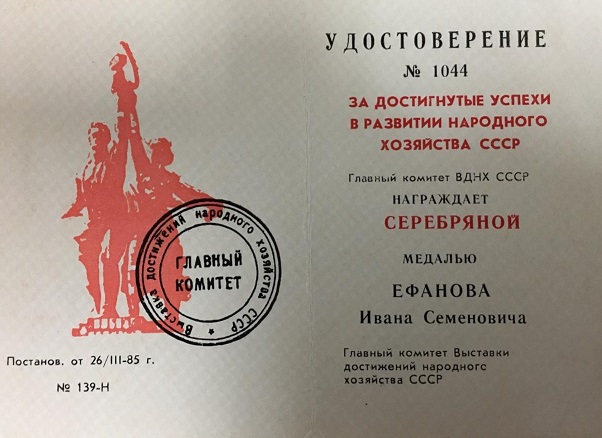 Выставка достижений народного хозяйства СССР
ГЛАВНЫЙ
КОМИТЕТ
Постанов. от 26/III-85 г.
№ 139-Н
УДОСТОВЕРЕНИЕ
№ 1044
ЗА ДОСТИГНУТЫЕ УСПЕХИ
В РАЗВИТИИ НАРОДНОГО
ХОЗЯЙСТВА СССР
Главный комитет ВДНХ СССР
НАГРАЖДАЕТ
СЕРЕБРЯНОЙ
МЕДАЛЬЮ
ЕФАНОВА
Ивана Семеновича
Главный комитет Выставки
достижений народного
хозяйства СССР